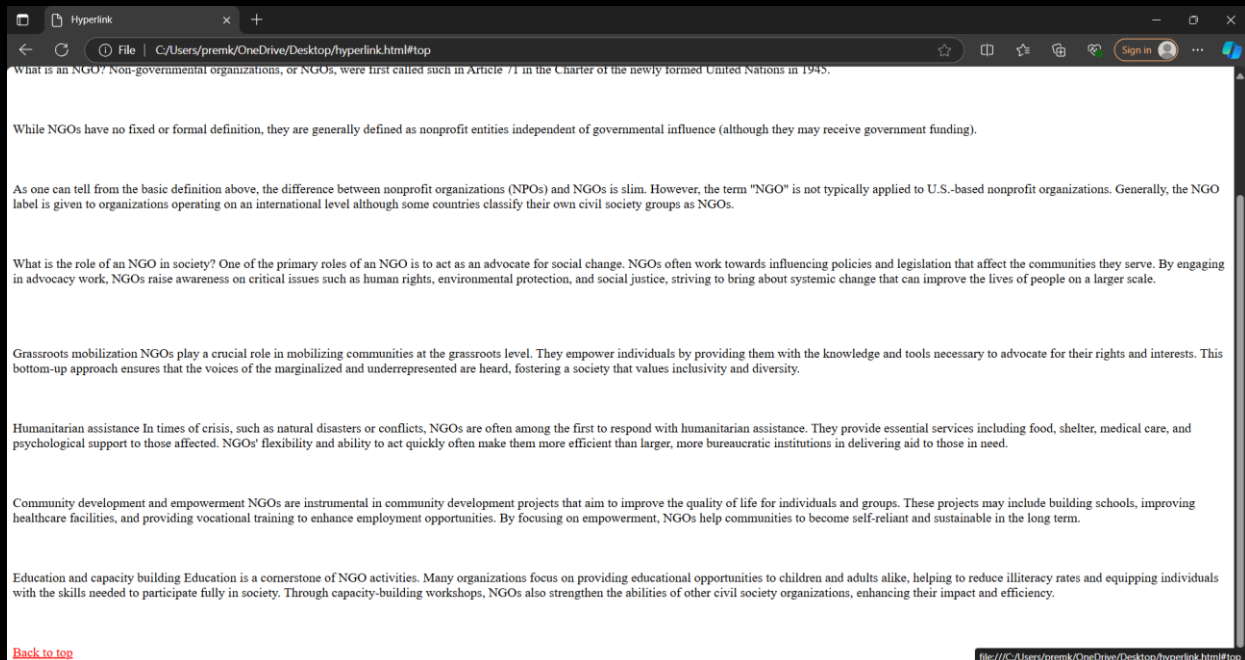 Hyperlink
File | C:/Users/premk/OneDrive/Desktop/hyperlink.html#top
Sign in
What is an NGO? Non-governmental organizations, or NGOs, were first called such in Article 71 in the Charter of the newly formed United Nations in 1945.
While NGOs have no fixed or formal definition, they are generally defined as nonprofit entities independent of governmental influence (although they may receive government funding).
As one can tell from the basic definition above, the difference between nonprofit organizations (NPOs) and NGOs is slim. However, the term "NGO" is not typically applied to U.S.-based nonprofit organizations. Generally, the NGO
label is given to organizations operating on an international level although some countries classify their own civil society groups as NGOs.
What is the role of an NGO in society? One of the primary roles of an NGO is to act as an advocate for social change. NGOs often work towards influencing policies and legislation that affect the communities they serve. By engaging
in advocacy work, NGOs raise awareness on critical issues such as human rights, environmental protection, and social justice, striving to bring about systemic change that can improve the lives of people on a larger scale.
Grassroots mobilization NGOs play a crucial role in mobilizing communities at the grassroots level. They empower individuals by providing them with the knowledge and tools necessary to advocate for their rights and interests. This
bottom-up approach ensures that the voices of the marginalized and underrepresented are heard, fostering a society that values inclusivity and diversity.
Humanitarian assistance In times of crisis, such as natural disasters or conflicts, NGOs are often among the first to respond with humanitarian assistance. They provide essential services including food, shelter, medical care, and
psychological support to those affected. NGOs' flexibility and ability to act quickly often make them more efficient than larger, more bureaucratic institutions in delivering aid to those in need.
Community development and empowerment NGOs are instrumental in community development projects that aim to improve the quality of life for individuals and groups. These projects may include building schools, improving
healthcare facilities, and providing vocational training to enhance employment opportunities. By focusing on empowerment, NGOs help communities to become self-reliant and sustainable in the long term.
Education and capacity building Education is a cornerstone of NGO activities. Many organizations focus on providing educational opportunities to children and adults alike, helping to reduce illiteracy rates and equipping individuals
with the skills needed to participate fully in society. Through capacity-building workshops, NGOs also strengthen the abilities of other civil society organizations, enhancing their impact and efficiency.
Back to top
file:///C:/Users/premk/OneDrive/Desktop/hyperlink.html#top